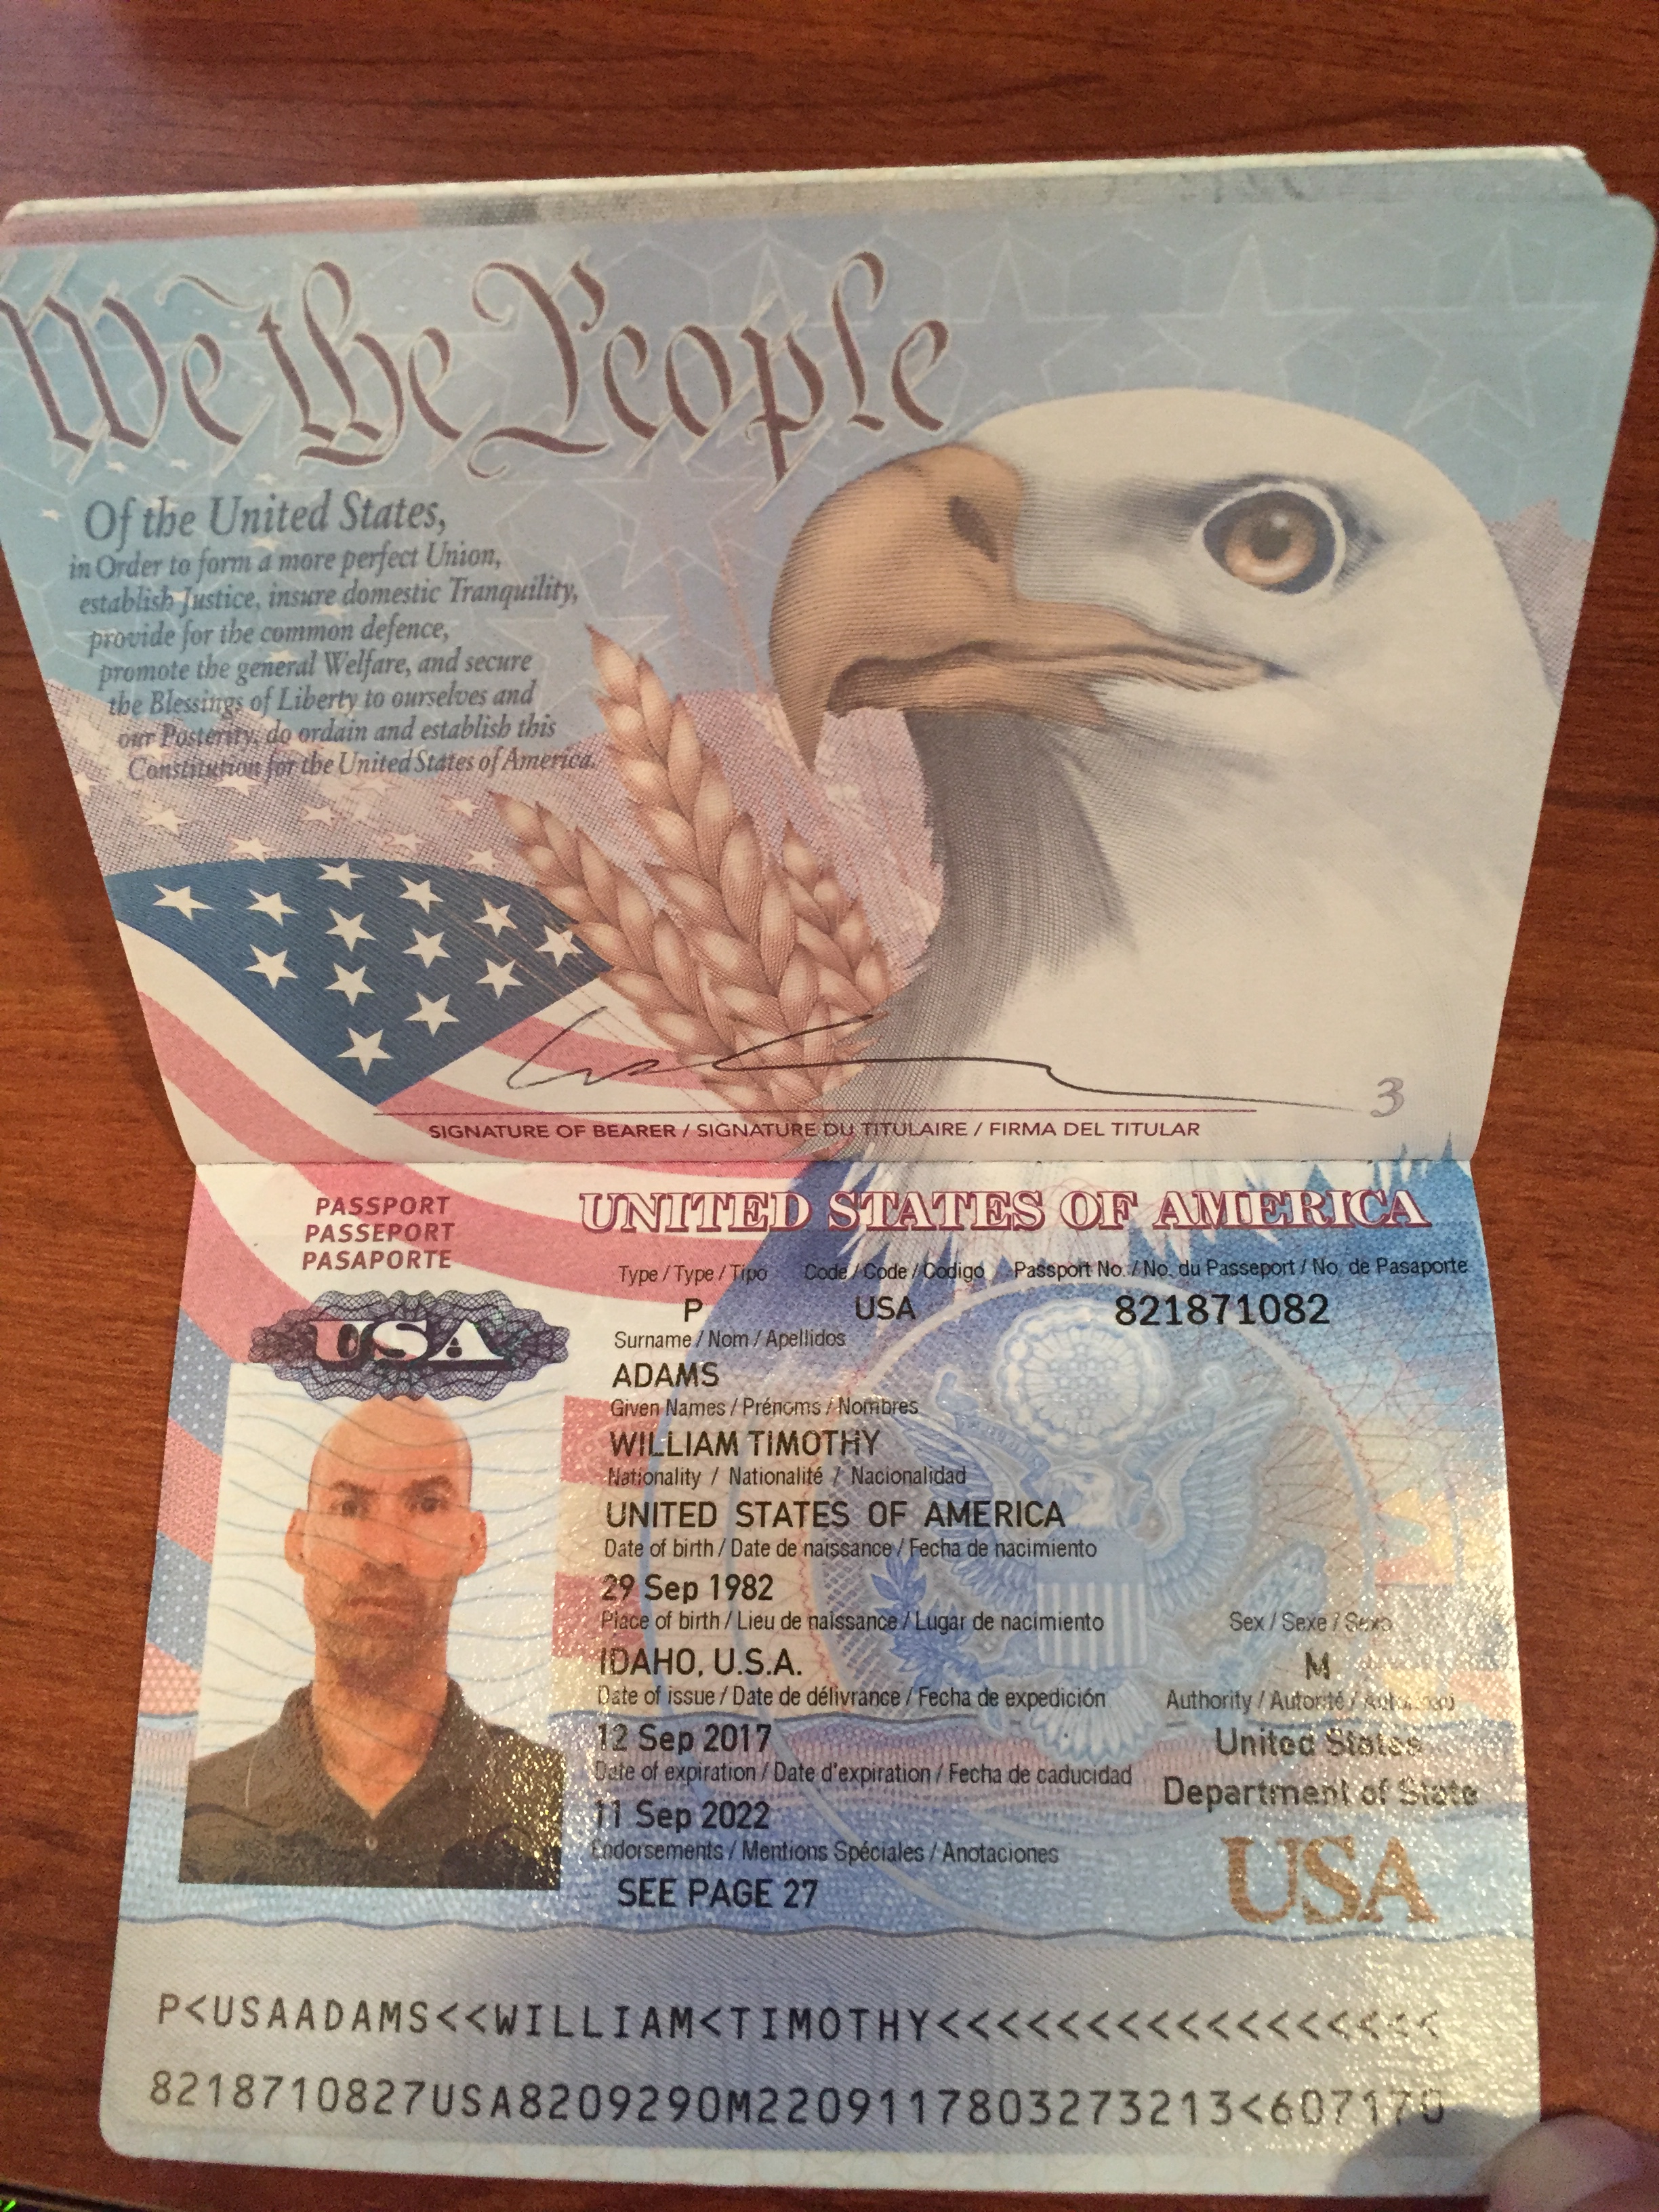 We the People
Of the United States,
in Order to form a more perfect Union,
establish Justice, insure domestic Tranquility,
provide for the common defence,
promote the general Welfare, and secure
the Blessings of Liberty to ourselves and
our Posterity, do ordain and establish this
Constitution for the United States of America.
3
SIGNATURE OF BEARER / SIGNATURE DU TITULAIRE / FIRMA DEL TITULAR
PASSPORT
PASSEPORT
PASAPORTE
UNITED STATES OF AMERICA
USA
Type / Type / Tipo Code / Code / Codigo Passport No. / No. du Passeport / No. de Pasaporte
P USA 821871082
Surname / Nom / Apellidos
ADAMS
Given Names / Prénoms / Nombres
WILLIAM TIMOTHY
Nationality / Nationalité / Nacionalidad
UNITED STATES OF AMERICA
Date of birth / Date de naissance / Fecha de nacimiento
29 Sep 1982
Place of birth / Lieu de naissance / Lugar de nacimiento Sex / Sexe / Sexo
IDAHO, U.S.A. M
Date of issue / Date de délivrance / Fecha de expedición Authority / Autorité /
12 Sep 2017 United States
Date of expiration / Date d'expiration / Fecha de caducidad Department of State
11 Sep 2022
Endorsements / Mentions Spéciales / Anotaciones
SEE PAGE 27
USA
P<USAADAMS<<WILLIAM<TIMOTHY<<<<<<<<<<<<<<<<<
8218710827USA8209290M2209117803273213<607170